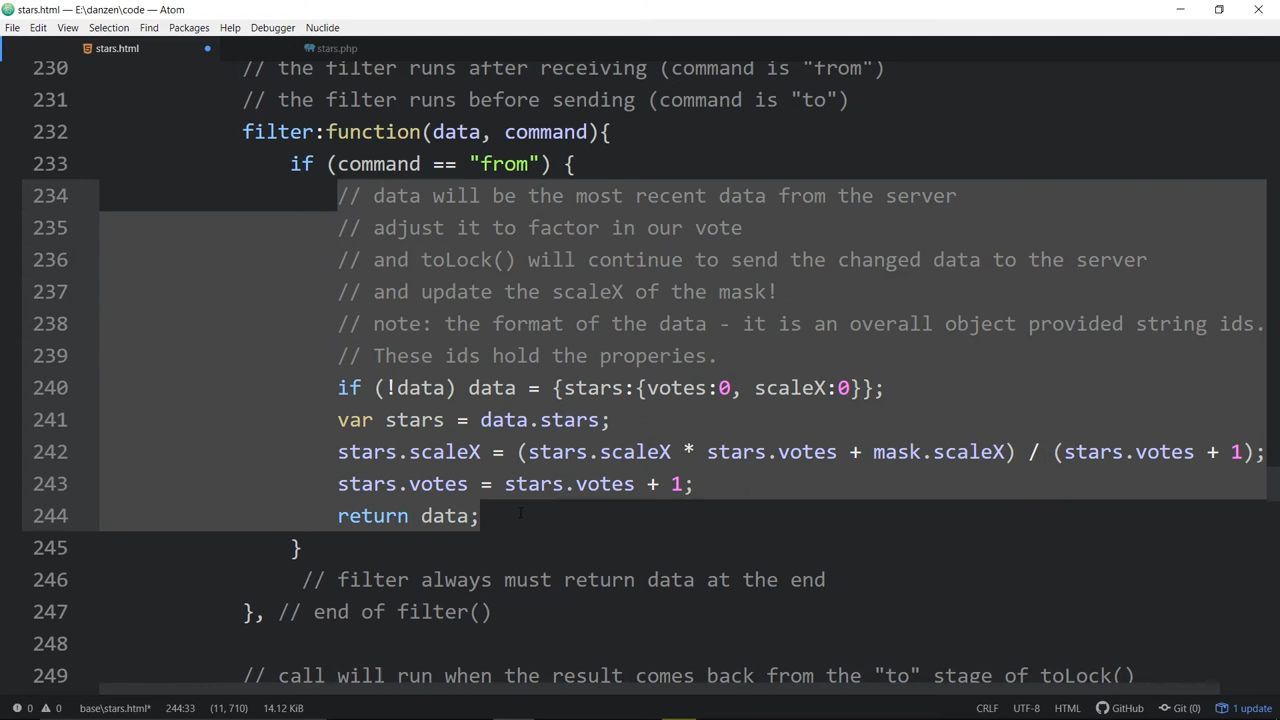 stars.html — E:\danzen\code — Atom
File Edit View Selection Find Packages Help Debugger Nuclide
stars.html stars.php
230 // the filter runs after receiving (command is "from")
231 // the filter runs before sending (command is "to")
232 filter:function(data, command){
233 if (command == "from") {
234 // data will be the most recent data from the server
235 // adjust it to factor in our vote
236 // and toLock() will continue to send the changed data to the server
237 // and update the scaleX of the mask!
238 // note: the format of the data - it is an overall object provided string ids.
239 // These ids hold the properies.
240 if (!data) data = {stars:{votes:0, scaleX:0}};
241 var stars = data.stars;
242 stars.scaleX = (stars.scaleX * stars.votes + mask.scaleX) / (stars.votes + 1);
243 stars.votes = stars.votes + 1;
244 return data;
245 }
246 // filter always must return data at the end
247 }, // end of filter()
248
249 // call will run when the result comes back from the "to" stage of toLock()
0 0 base\stars.html* 244:33 (11, 710) 14.12 KiB CRLF UTF-8 HTML GitHub Git (0) 1 update